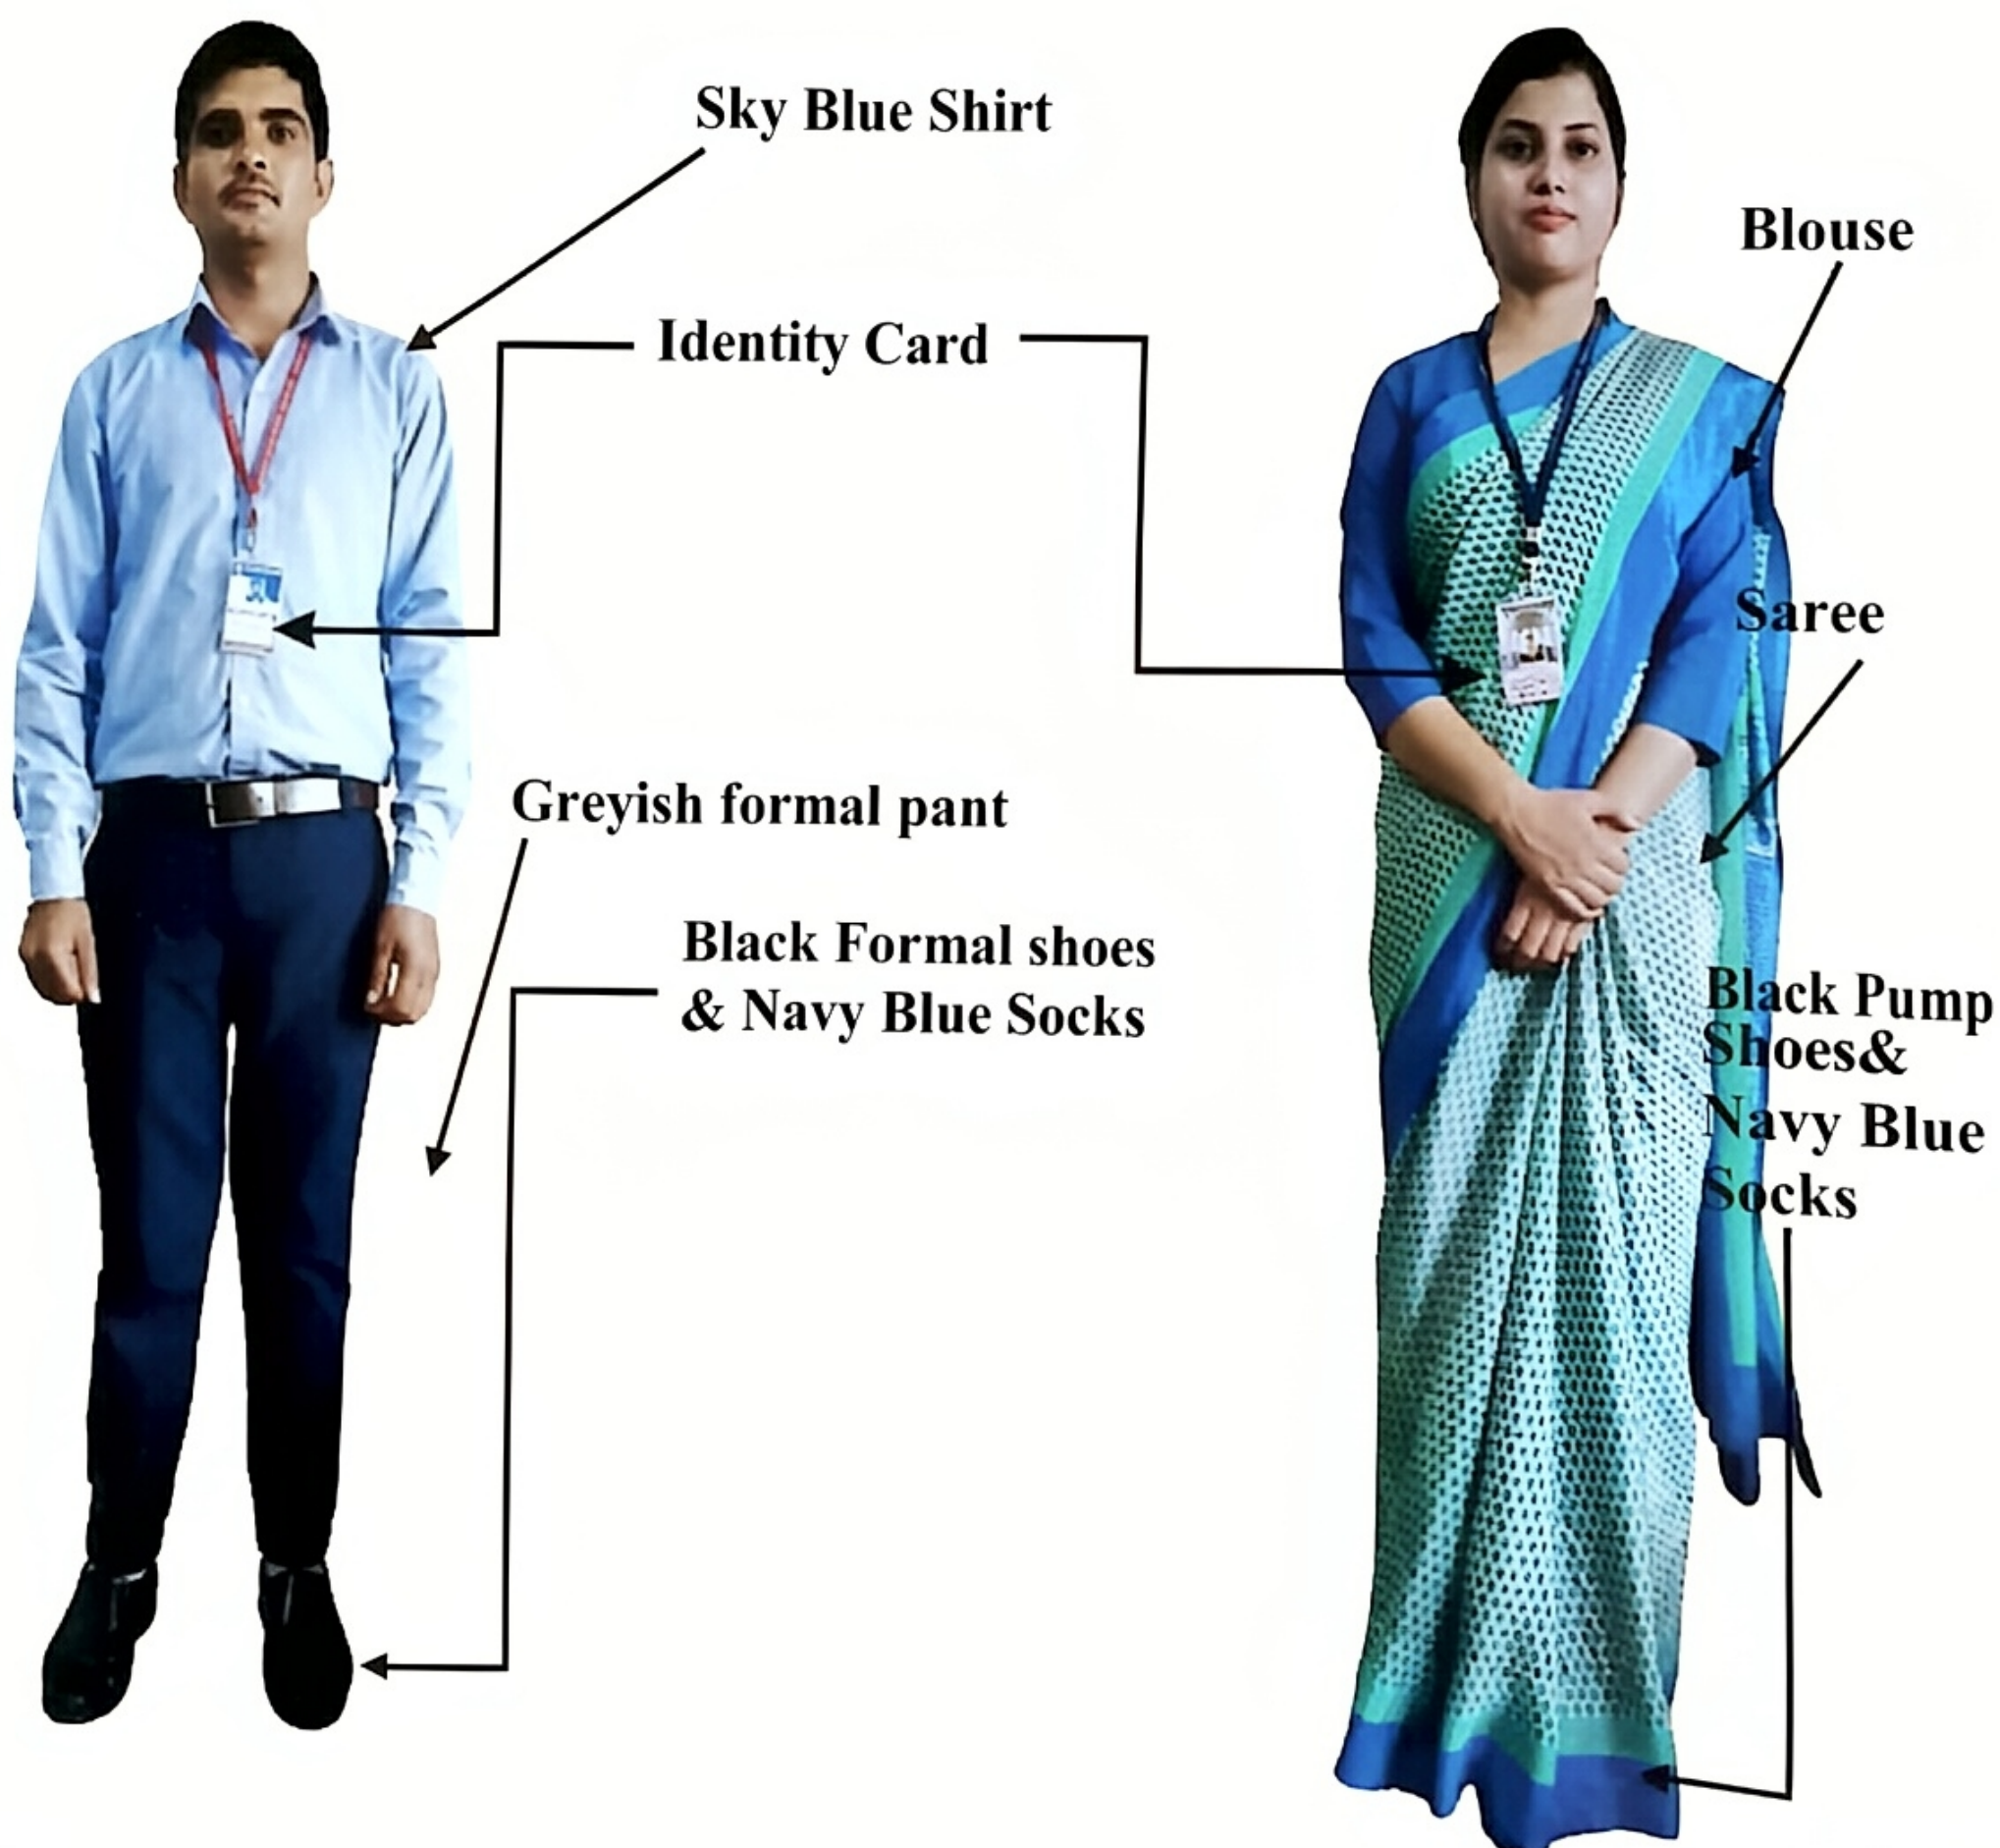 Sky Blue Shirt
Identity Card
Greyish formal pant
Black Formal shoes
& Navy Blue Socks
Blouse
Saree
Black Pump
Shoes&
Navy Blue
Socks